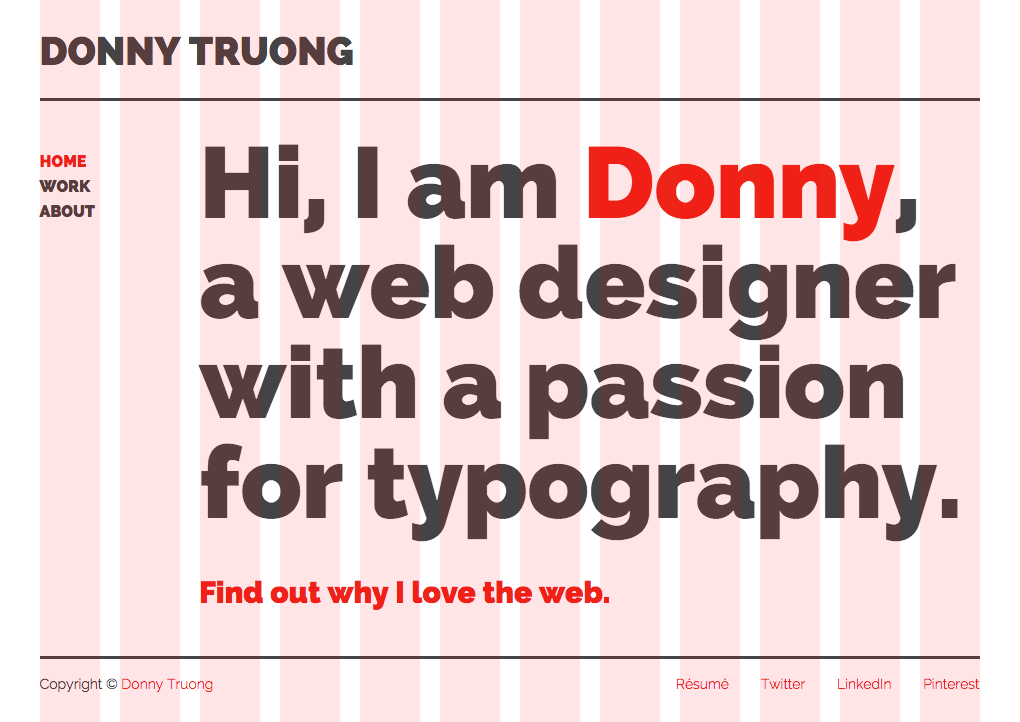 DONNY TRUONG
HOME
WORK
ABOUT
Hi, I am Donny,
a web designer
with a passion
for typography.
Find out why I love the web.
Copyright © Donny Truong
Résumé Twitter LinkedIn Pinterest